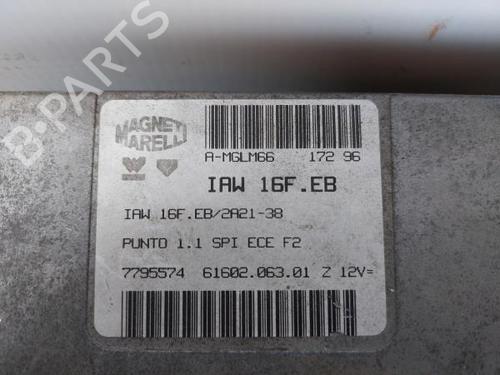 MAGNETI
MARELLI
A-MGLM66 172 96
IAW 16F.EB
IAW 16F.EB/2A21-38
PUNTO 1.1 SPI ECE F2
7795574 61602.063.01 Z 12V=
B-PARTS